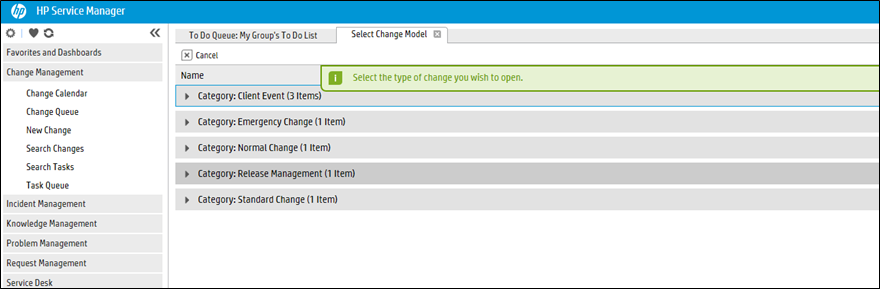 hp HP Service Manager
To Do Queue: My Group's To Do List Select Change Model
Cancel
Name
Select the type of change you wish to open.
Category: Client Event (3 Items)
Category: Emergency Change (1 Item)
Category: Normal Change (1 Item)
Category: Release Management (1 Item)
Category: Standard Change (1 Item)
Favorites and Dashboards
Change Management
Change Calendar
Change Queue
New Change
Search Changes
Search Tasks
Task Queue
Incident Management
Knowledge Management
Problem Management
Request Management
Service Desk